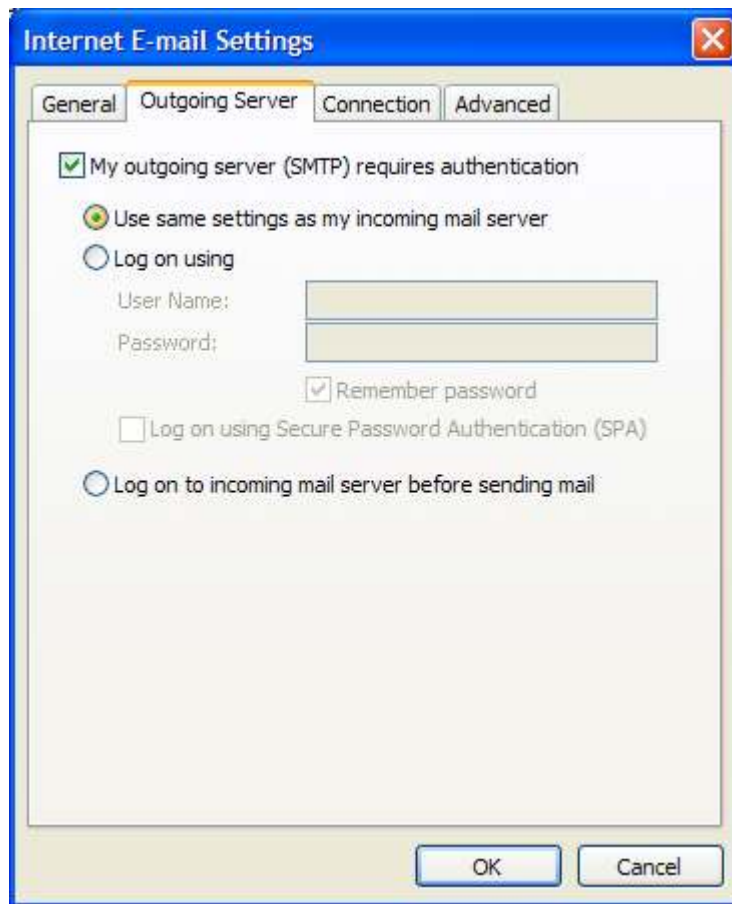 Internet E-mail Settings
General Outgoing Server Connection Advanced
My outgoing server (SMTP) requires authentication
Use same settings as my incoming mail server
Log on using
User Name:
Password:
Remember password
Log on using Secure Password Authentication (SPA)
Log on to incoming mail server before sending mail
OK Cancel